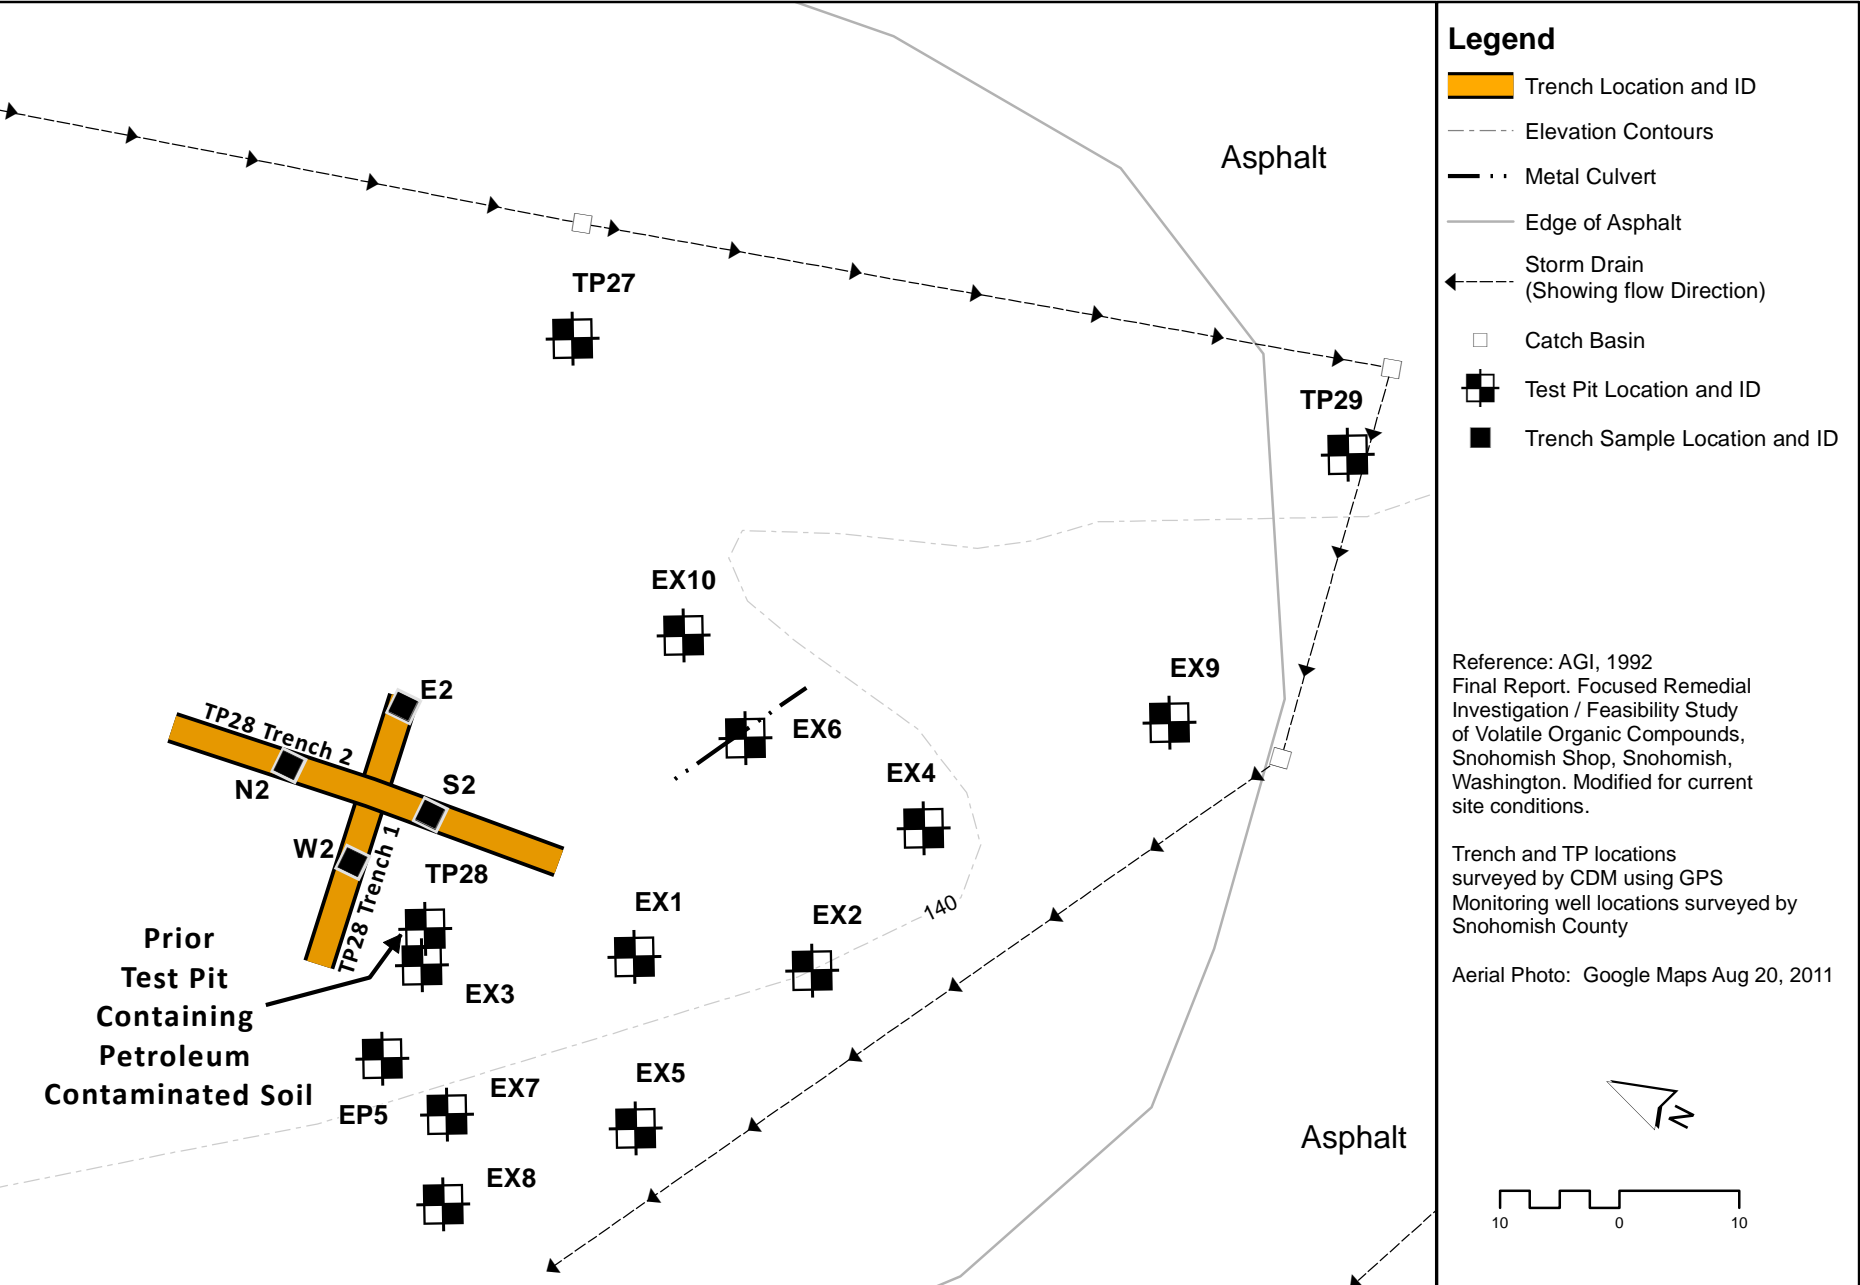 Asphalt
TP27
TP29
EX10
EX9
E2
TP28 Trench 2
EX6
N2
S2
EX4
W2
TP28 Trench 1
TP28
EX1
EX2
140
Prior
Test Pit
Containing
Petroleum
Contaminated Soil
EX3
EX7
EX5
EP5
EX8
Asphalt
Legend
Trench Location and ID
Elevation Contours
Metal Culvert
Edge of Asphalt
Storm Drain
(Showing flow Direction)
Catch Basin
Test Pit Location and ID
Trench Sample Location and ID
Reference: AGI, 1992
Final Report. Focused Remedial
Investigation / Feasibility Study
of Volatile Organic Compounds,
Snohomish Shop, Snohomish,
Washington. Modified for current
site conditions.
Trench and TP locations
surveyed by CDM using GPS
Monitoring well locations surveyed by
Snohomish County
Aerial Photo: Google Maps Aug 20, 2011
N
10 0 10